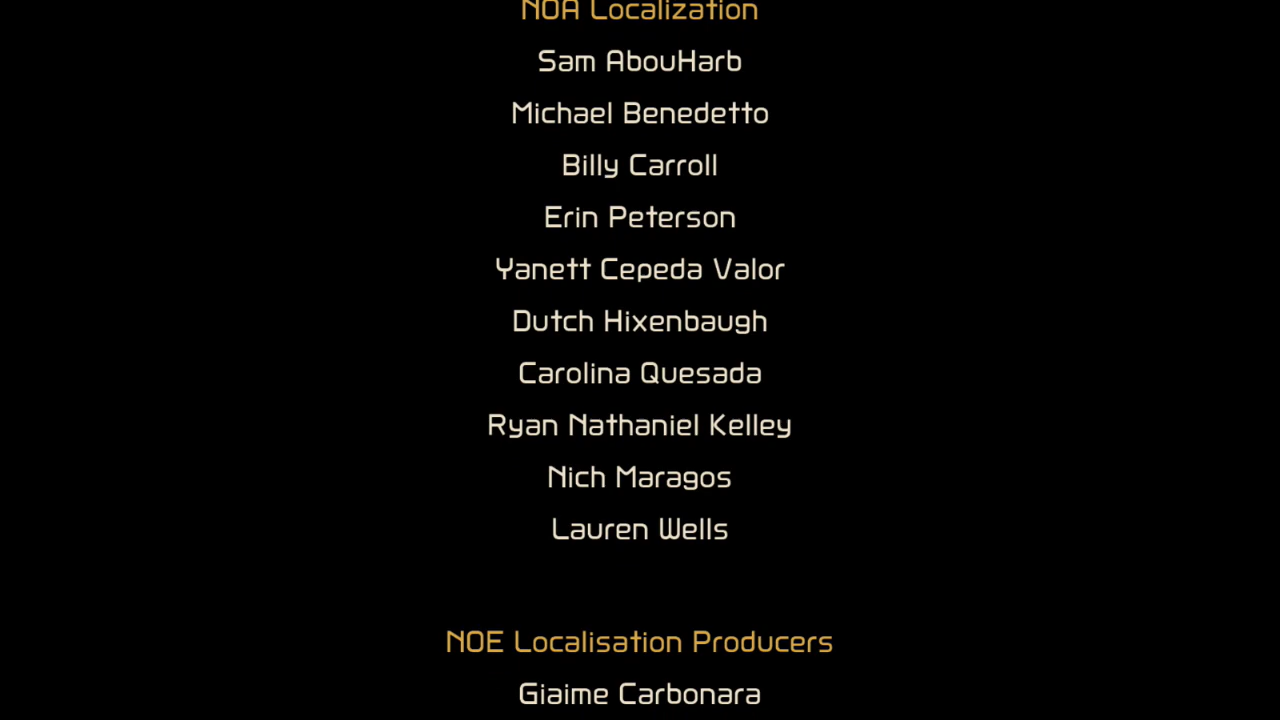 NOA Localization
Sam AbouHarb
Michael Benedetto
Billy Carroll
Erin Peterson
Yanett Cepeda Valor
Dutch Hixenbaugh
Carolina Quesada
Ryan Nathaniel Kelley
Nich Maragos
Lauren Wells
NOE Localisation Producers
Giaime Carbonara